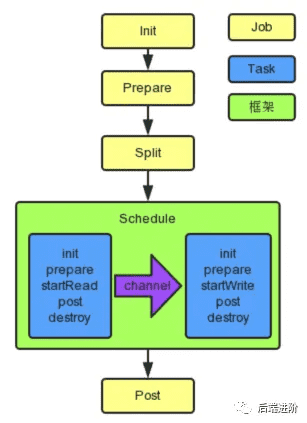 Init
Job
Prepare
Task
框架
Split
Schedule
init
prepare
startRead
post
destroy
channel
init
prepare
startWrite
post
destroy
Post
后端进阶